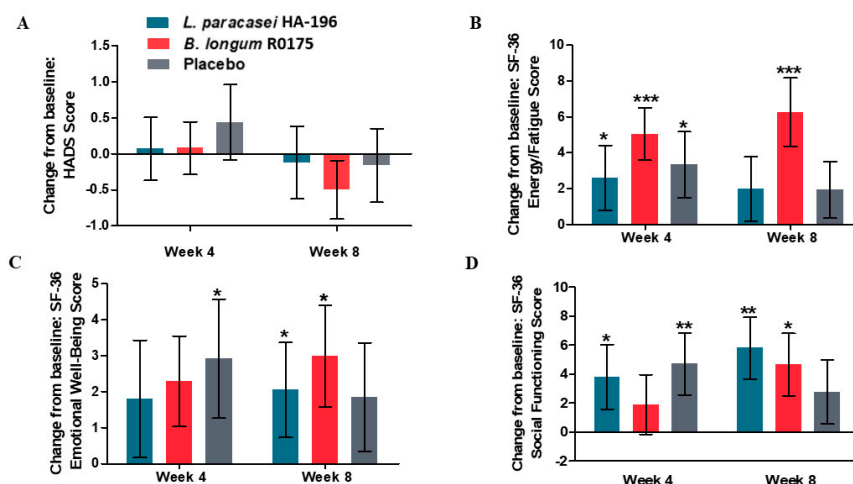 A
L. paracasei HA-196
B. longum R0175
Placebo
Change from baseline:
HADS Score
1.5
1.0
0.5
0.0
-0.5
-1.0
Week 4
Week 8
B
Change from baseline: SF-36
Energy/Fatigue Score
10
8
6
4
2
0
*
***
*
***
Week 4
Week 8
C
Change from baseline: SF-36
Emotional Well-Being Score
5
4
3
2
1
0
*
*
*
Week 4
Week 8
D
Change from baseline: SF-36
Social Functioning Score
10
8
6
4
2
0
-2
*
**
**
*
Week 4
Week 8